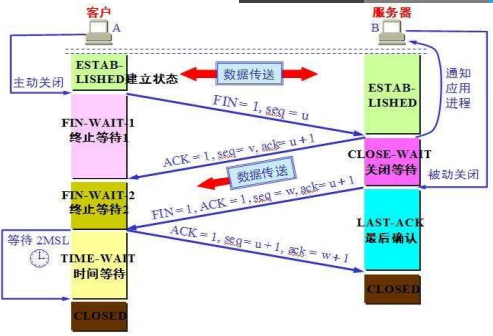 客户
服务器
A
B
ESTAB-
LISHED
建立状态
数据传送
ESTAB-
LISHED
通知
应用
进程
主动关闭
FIN = 1, seq = u
FIN-WAIT-1
终止等待1
ACK = 1, seq= v, ack= u + 1
CLOSE-WAIT
关闭等待
数据传送
被动关闭
FIN-WAIT-2
终止等待2
FIN = 1, ACK = 1, seq = w, ack= u + 1
LAST-ACK
最后确认
ACK = 1, seq= u + 1, ack = w + 1
等待 2MSL
TIME-WAIT
时间等待
CLOSED
CLOSED